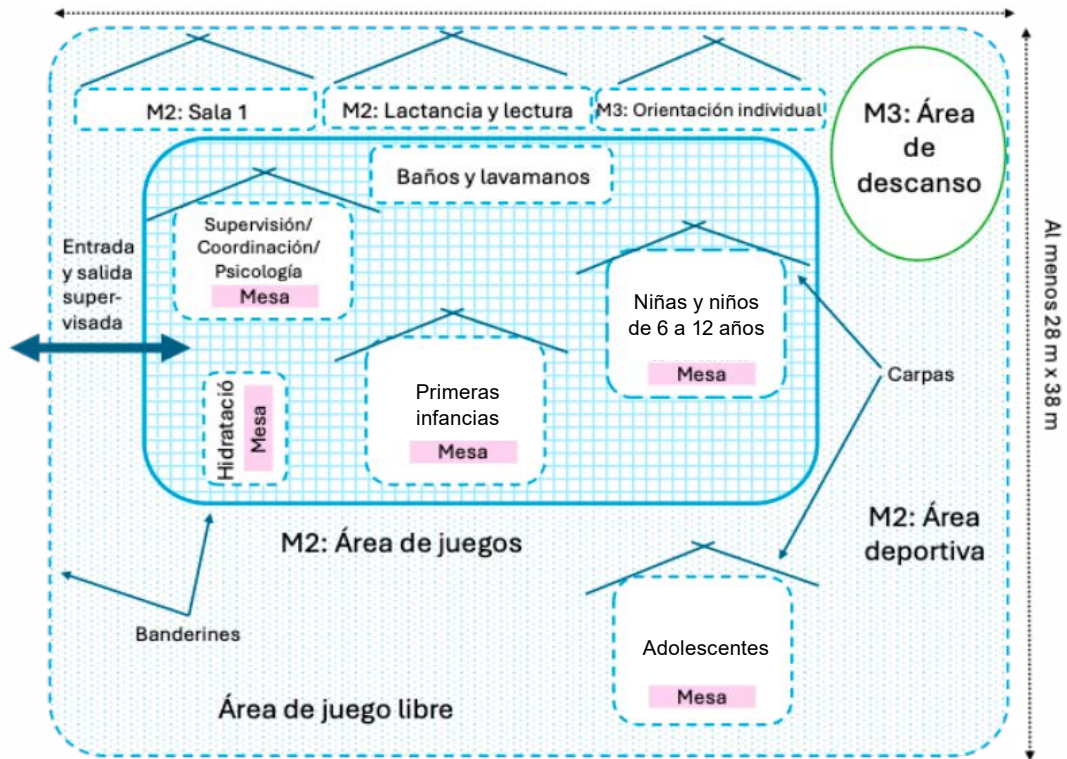 M2: Sala 1
M2: Lactancia y lectura
M3: Orientación individual
M3: Área
de
descanso
Baños y lavamanos
Supervisión/
Coordinación/
Psicología
Mesa
Entrada
y salida
super-
visada
Niñas y niños
de 6 a 12 años
Mesa
Carpas
Al menos 28 m x 38 m
Hidratació
Mesa
Primeras
infancias
Mesa
M2: Área de juegos
M2: Área
deportiva
Banderines
Adolescentes
Mesa
Área de juego libre